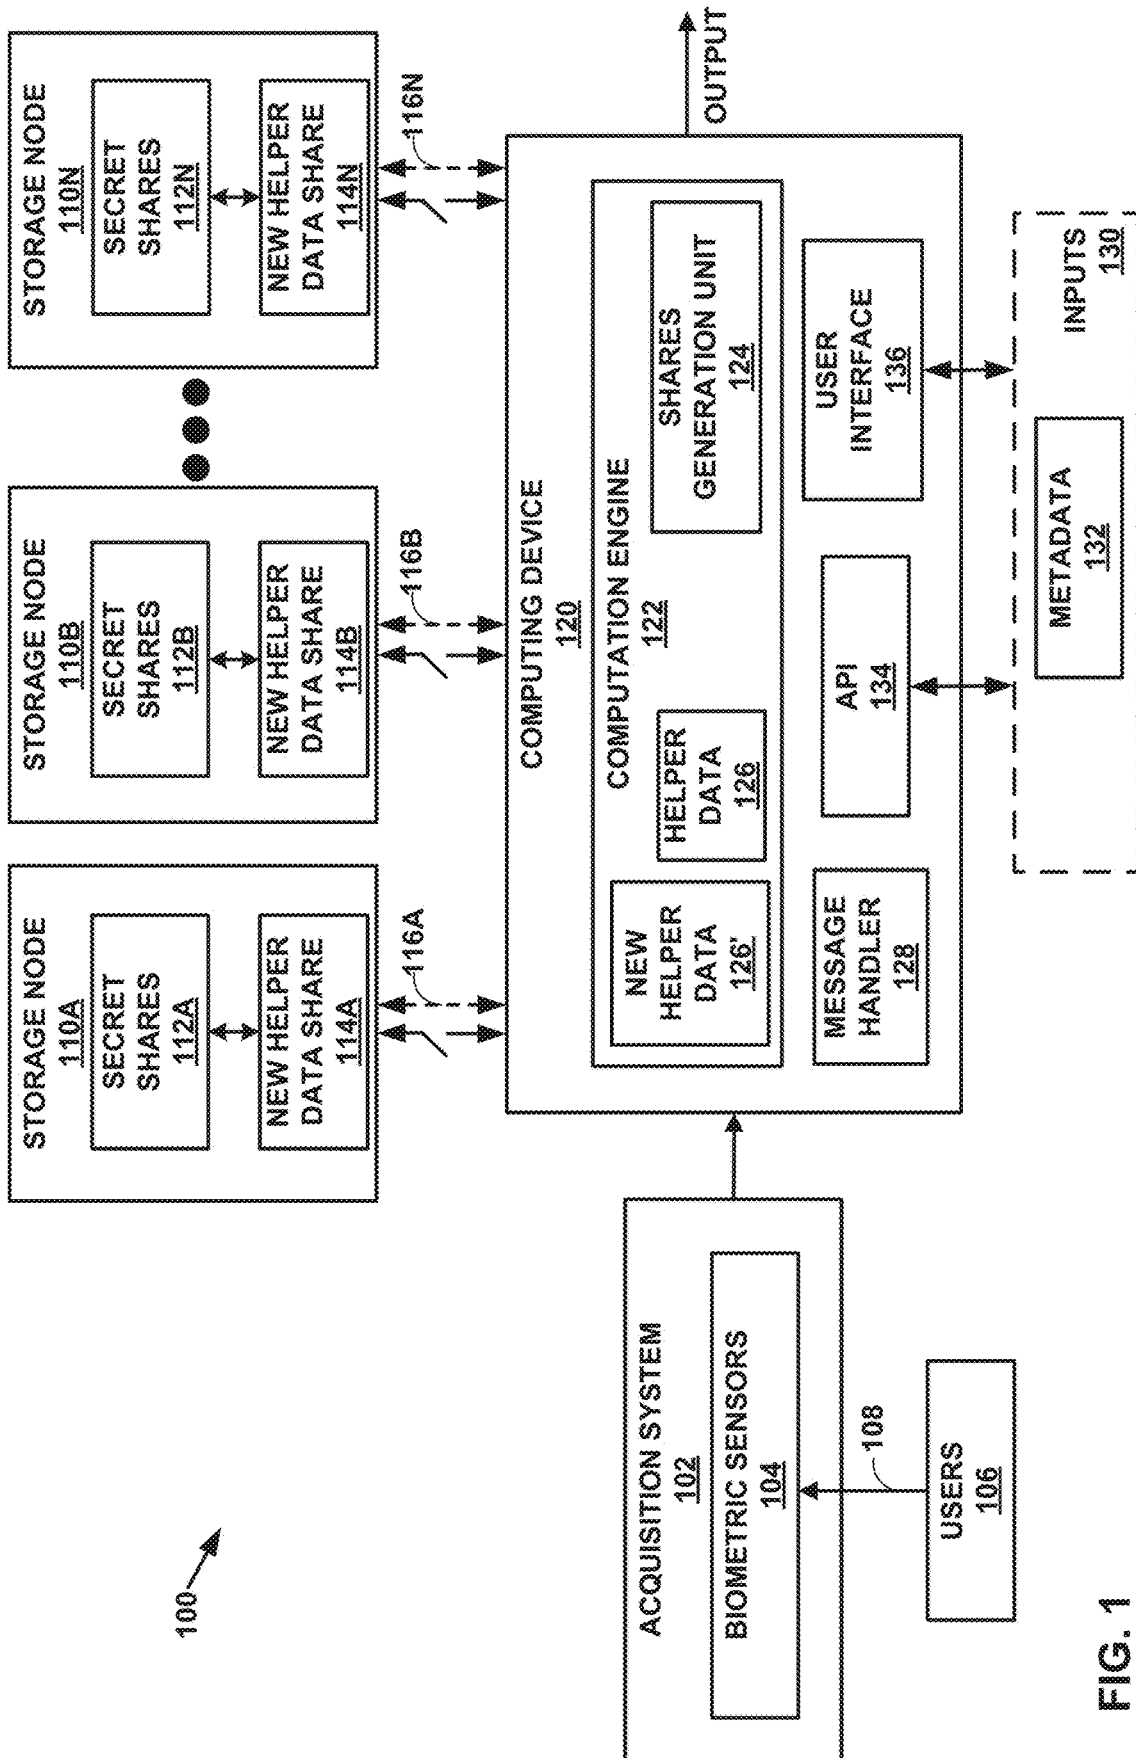 100
ACQUISITION SYSTEM
102
BIOMETRIC SENSORS
104
108
USERS
106
STORAGE NODE
110A
SECRET
SHARES
112A
NEW HELPER
DATA SHARE
114A
116A
STORAGE NODE
110B
SECRET
SHARES
112B
NEW HELPER
DATA SHARE
114B
116B
STORAGE NODE
110N
SECRET
SHARES
112N
NEW HELPER
DATA SHARE
114N
116N
COMPUTING DEVICE
120
COMPUTATION ENGINE
122
NEW
HELPER
DATA
126'
HELPER
DATA
126
SHARES
GENERATION UNIT
124
MESSAGE
HANDLER
128
API
134
USER
INTERFACE
136
OUTPUT
INPUTS
130
METADATA
132
FIG. 1